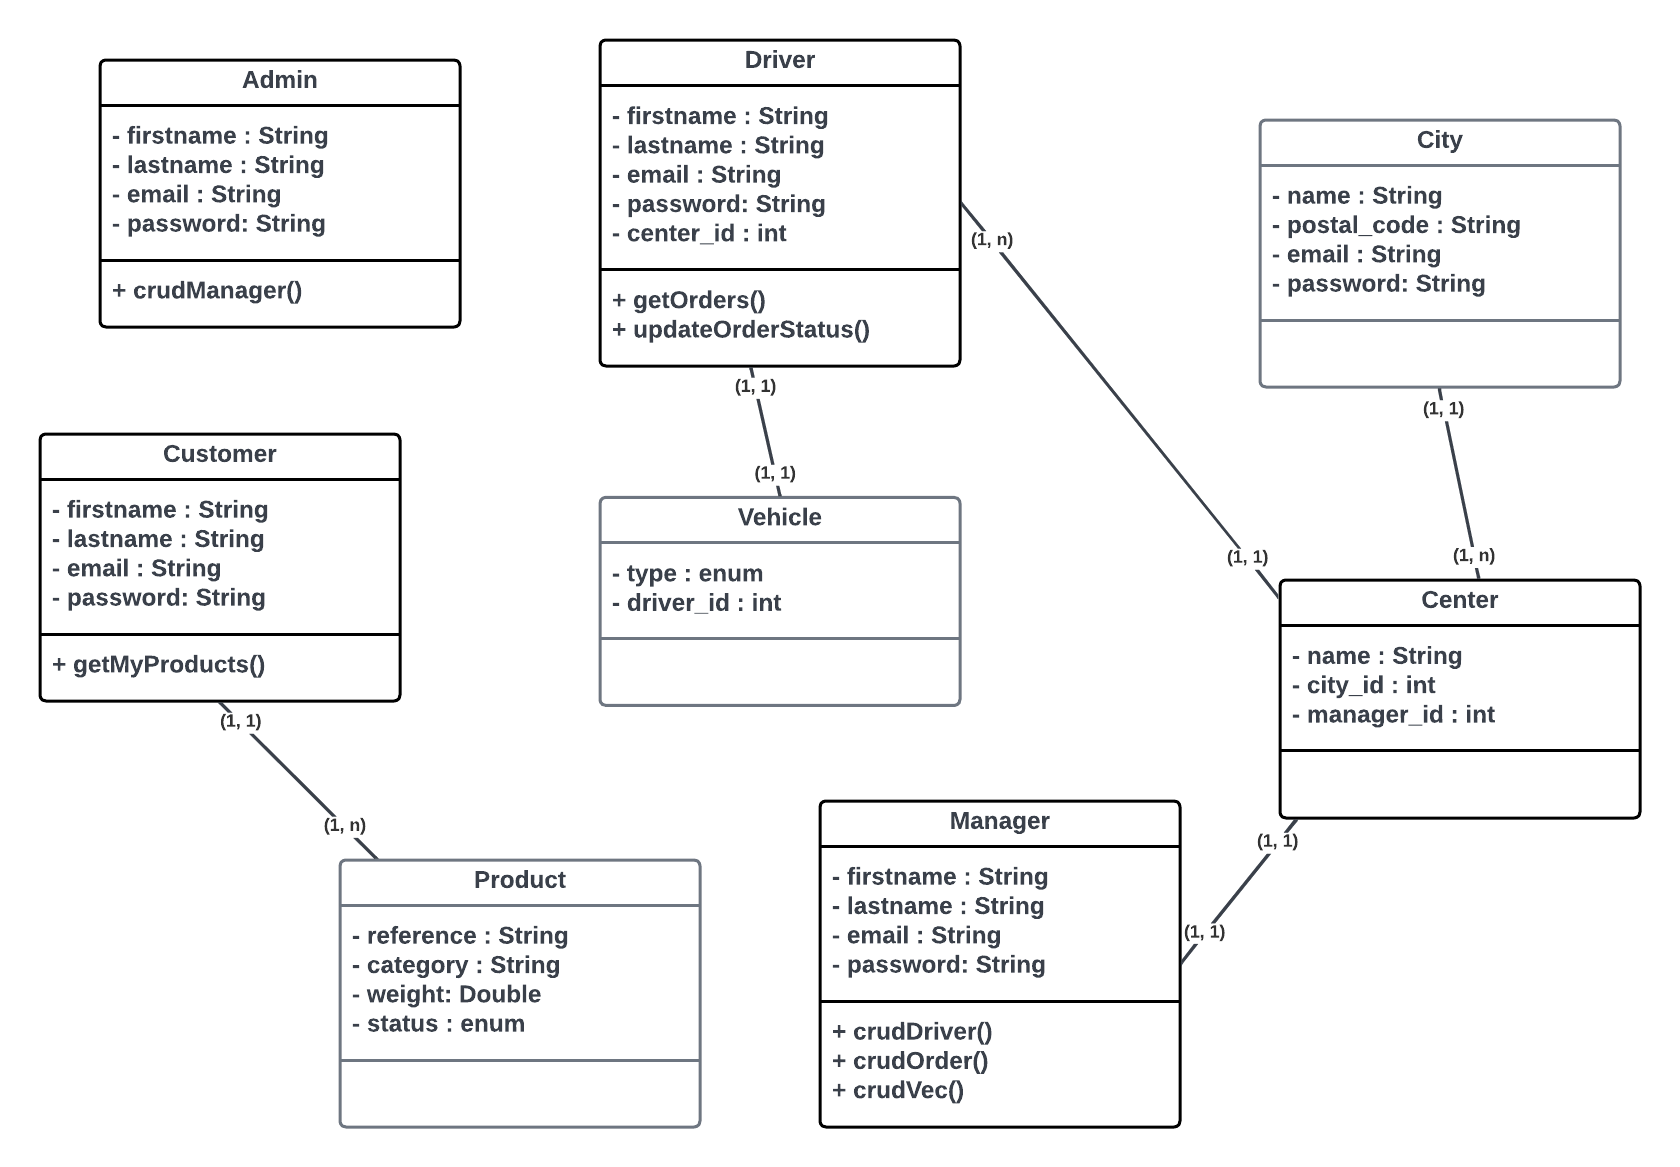 Admin
- firstname : String
- lastname : String
- email : String
- password: String
+ crudManager()
Driver
- firstname : String
- lastname : String
- email : String
- password: String
- center_id : int
+ getOrders()
+ updateOrderStatus()
City
- name : String
- postal_code : String
- email : String
- password: String
(1, n)
(1, 1)
(1, 1)
(1, 1)
(1, 1)
(1, n)
Customer
- firstname : String
- lastname : String
- email : String
- password: String
+ getMyProducts()
Vehicle
- type : enum
- driver_id : int
Center
- name : String
- city_id : int
- manager_id : int
(1, 1)
(1, n)
(1, 1)
(1, 1)
Product
- reference : String
- category : String
- weight: Double
- status : enum
Manager
- firstname : String
- lastname : String
- email : String
- password: String
+ crudDriver()
+ crudOrder()
+ crudVec()